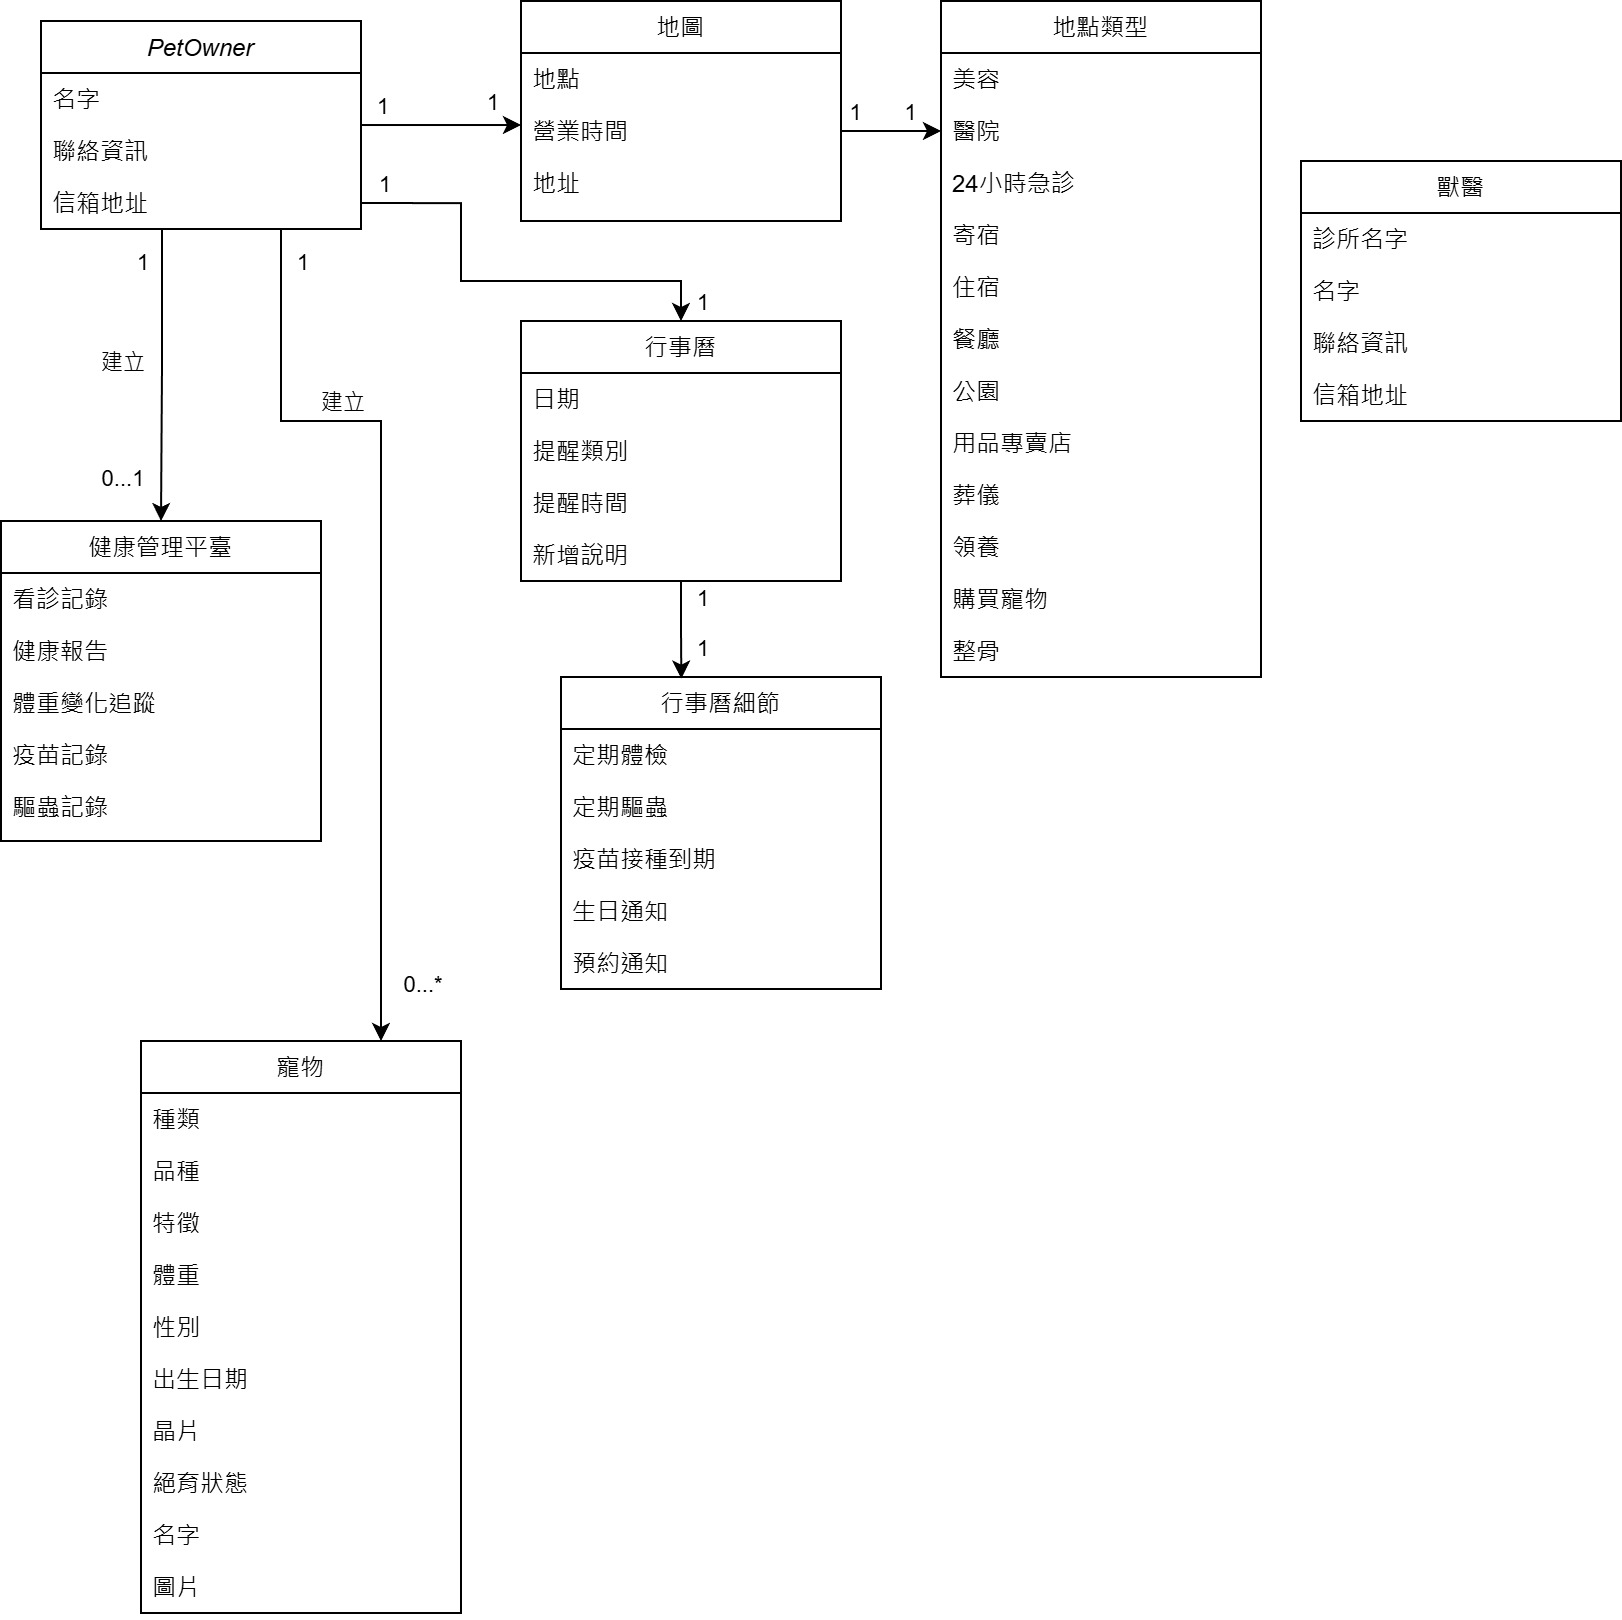 PetOwner
名字
聯絡資訊
信箱地址
1
1
1
1
地圖
地點
營業時間
地址
1
1
地點類型
美容
醫院
24小時急診
寄宿
住宿
餐廳
公園
用品專賣店
葬儀
領養
購買寵物
整骨
獸醫
診所名字
名字
聯絡資訊
信箱地址
1
建立
0...1
1
建立
0...*
行事曆
日期
提醒類別
提醒時間
新增說明
1
1
行事曆細節
定期體檢
定期驅蟲
疫苗接種到期
生日通知
預約通知
健康管理平臺
看診記錄
健康報告
體重變化追蹤
疫苗記錄
驅蟲記錄
寵物
種類
品種
特徵
體重
性別
出生日期
晶片
絕育狀態
名字
圖片